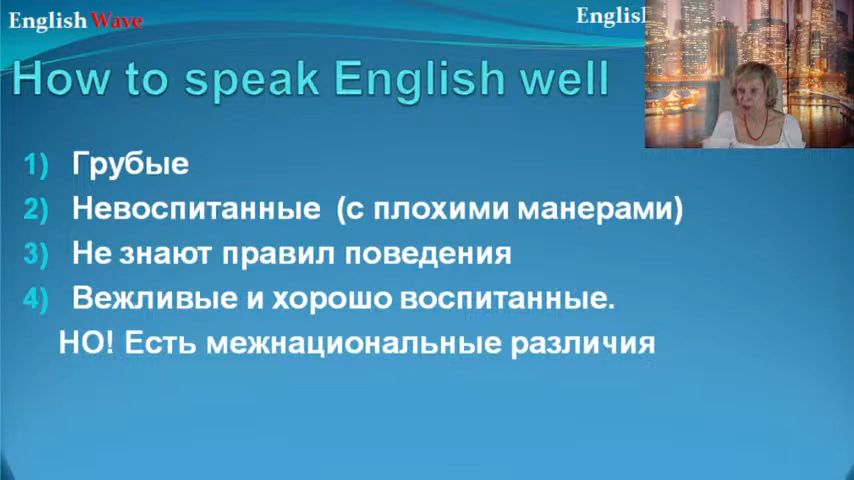 English Wave
English
How to speak English well
1) Грубые
2) Невоспитанные (с плохими манерами)
3) Не знают правил поведения
4) Вежливые и хорошо воспитанные.
НО! Есть межнациональные различия